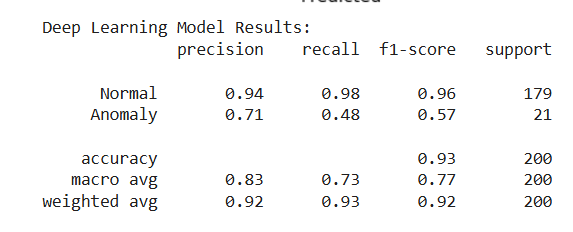 Predicted
Deep Learning Model Results:
precision recall f1-score support
Normal 0.94 0.98 0.96 179
Anomaly 0.71 0.48 0.57 21
accuracy 0.93 200
macro avg 0.83 0.73 0.77 200
weighted avg 0.92 0.93 0.92 200